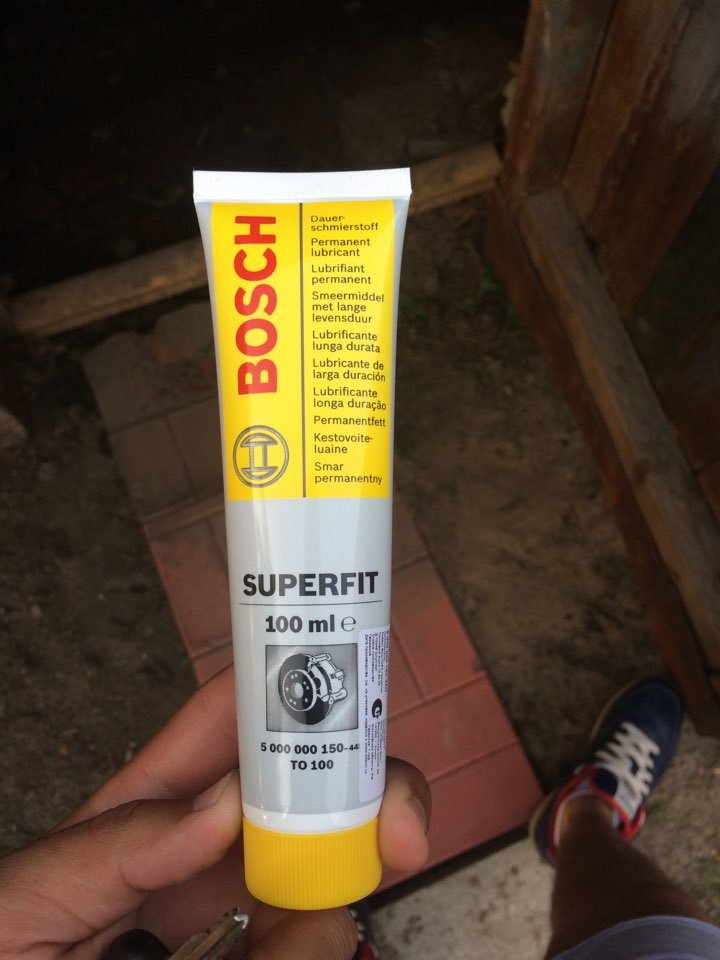 BOSCH
Dauer-
schmierstoff
Permanent
lubricant
Lubrifiant
permanent
Smeermiddel
met lange
levensduur
Lubrificante
lunga durata
Lubricante de
larga duración
Lubrificante
longa duração
Permanentfett
Kestovoite-
luaine
Smar
permanentny
SUPERFIT
100 ml e
5 000 000 150-44
TO 100